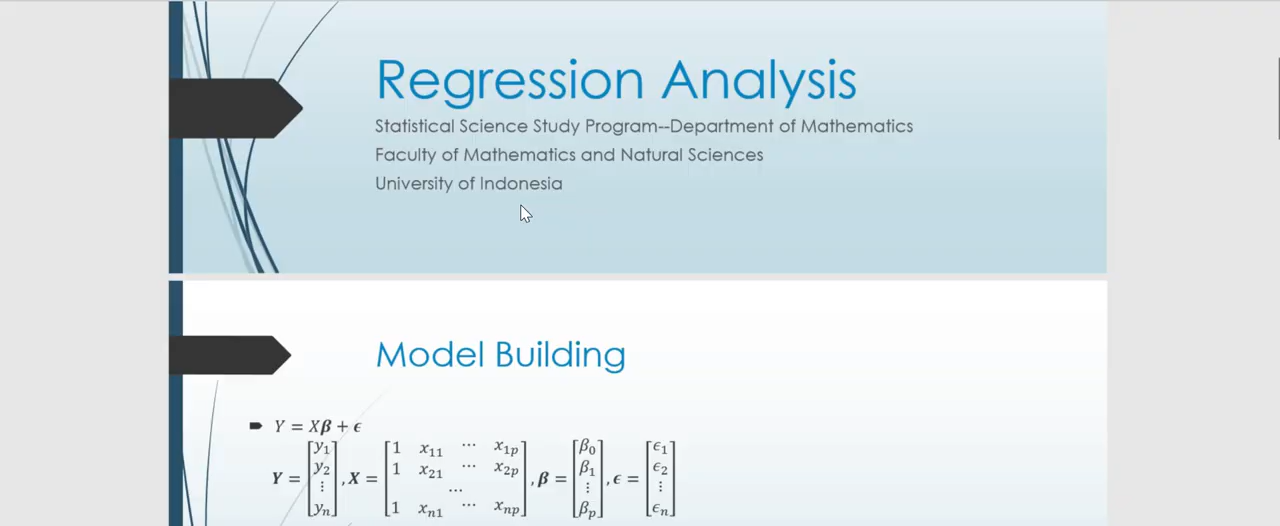 Regression Analysis
Statistical Science Study Program--Department of Mathematics
Faculty of Mathematics and Natural Sciences
University of Indonesia
Model Building
Y = Xβ + ϵ
Y = [y₁ y₂ ⋮ yₙ], X = [1 x₁₁ ⋯ x₁ₚ 1 x₂₁ ⋯ x₂ₚ ⋯ 1 xₙ₁ ⋯ xₙₚ], β = [β₀ β₁ ⋮ βₚ], ϵ = [ϵ₁ ϵ₂ ⋮ ϵₙ]